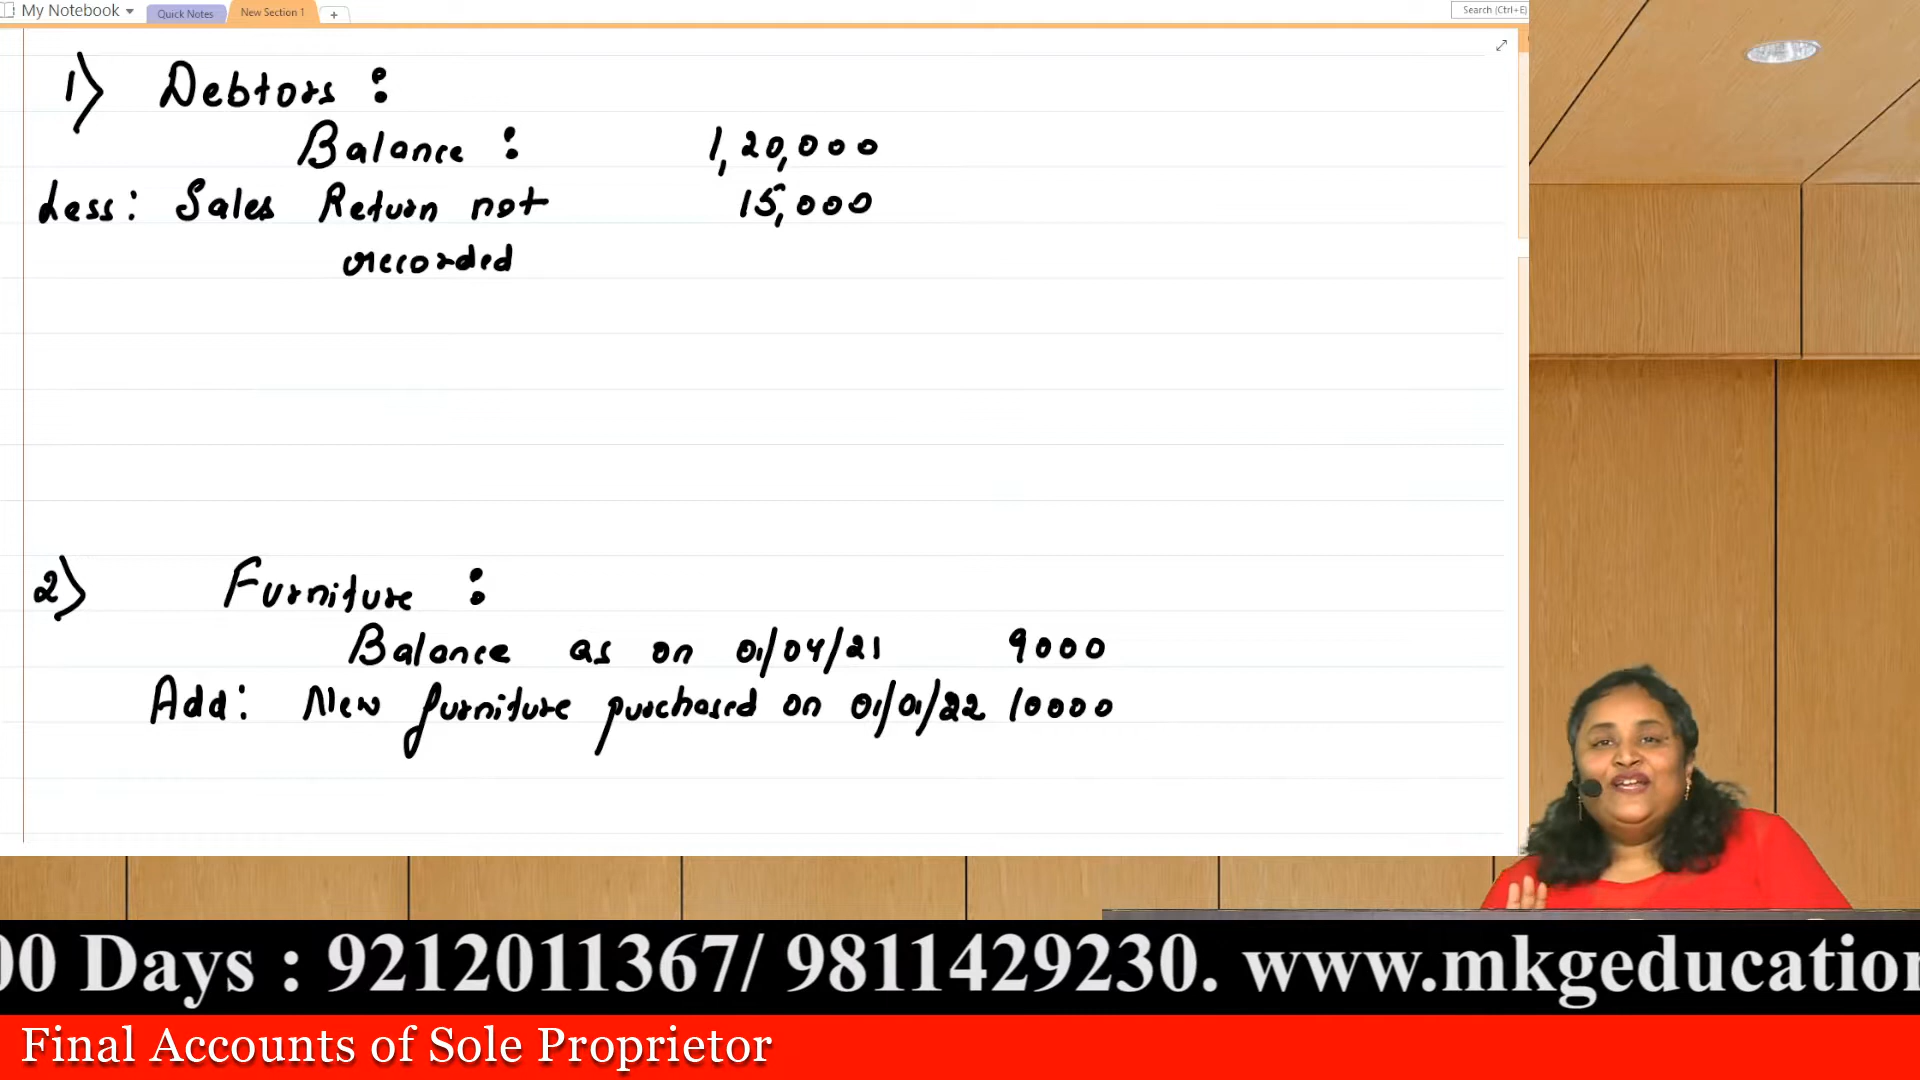 My Notebook
Quick Notes
New Section 1
+
Search (Ctrl+E)
1) Debtors :
Balance : 1,20,000
Less: Sales Return not 15,000
recorded
2) Furniture :
Balance as on 01/04/21 9000
Add: New furniture purchased on 01/01/22 10000
00 Days : 9212011367/ 9811429230. www.mkgeducation
Final Accounts of Sole Proprietor